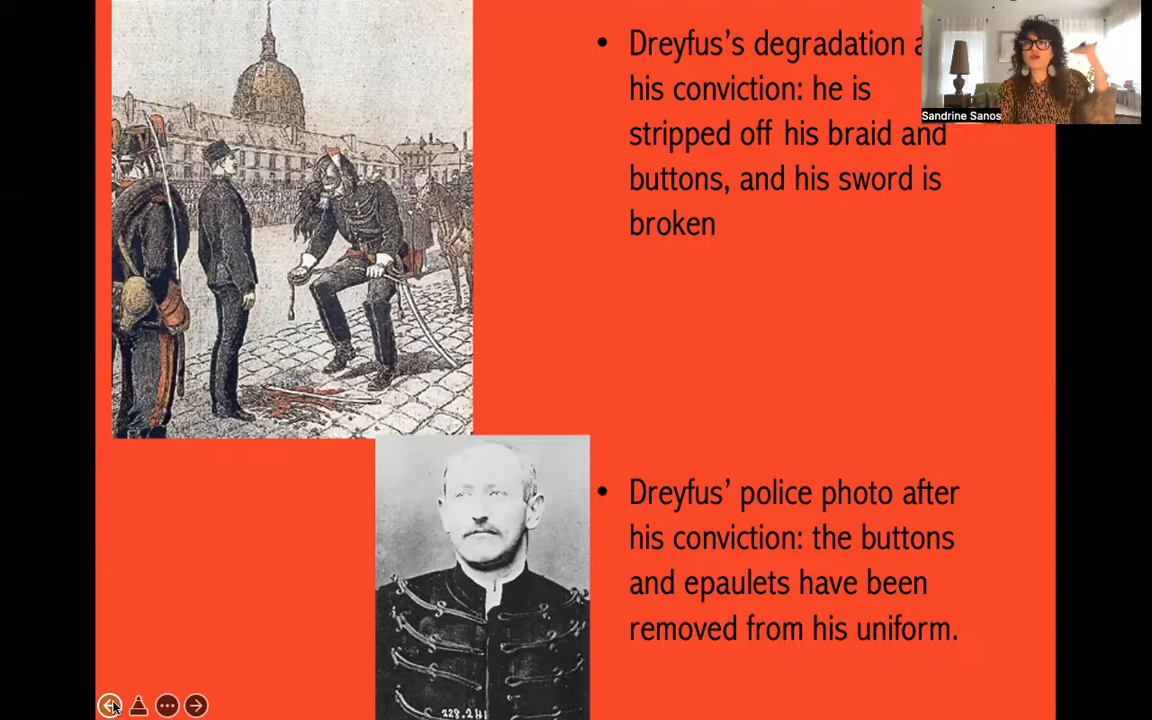 • Dreyfus's degradation
his conviction: he is
stripped off his braid and
buttons, and his sword is
broken
Sandrine Sanos
• Dreyfus' police photo after
his conviction: the buttons
and epaulets have been
removed from his uniform.